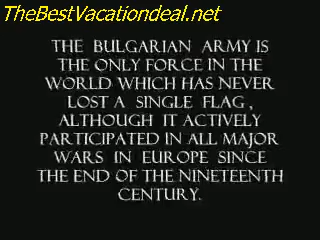 TheBestVacationdeal.net
THE BULGARIAN ARMY IS
THE ONLY FORCE IN THE
WORLD WHICH HAS NEVER
LOST A SINGLE FLAG ,
ALTHOUGH IT ACTIVELY
PARTICIPATED IN ALL MAJOR
WARS IN EUROPE SINCE
THE END OF THE NINETEENTH
CENTURY.